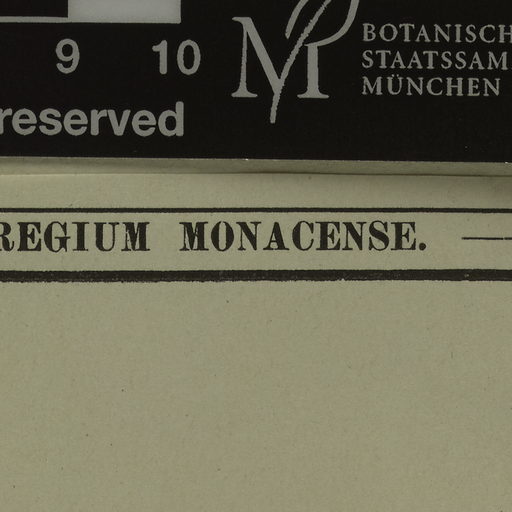 9 10
M
BOTANISCH
STAATSSAM
MÜNCHEN
reserved
REGIUM MONACENSE.